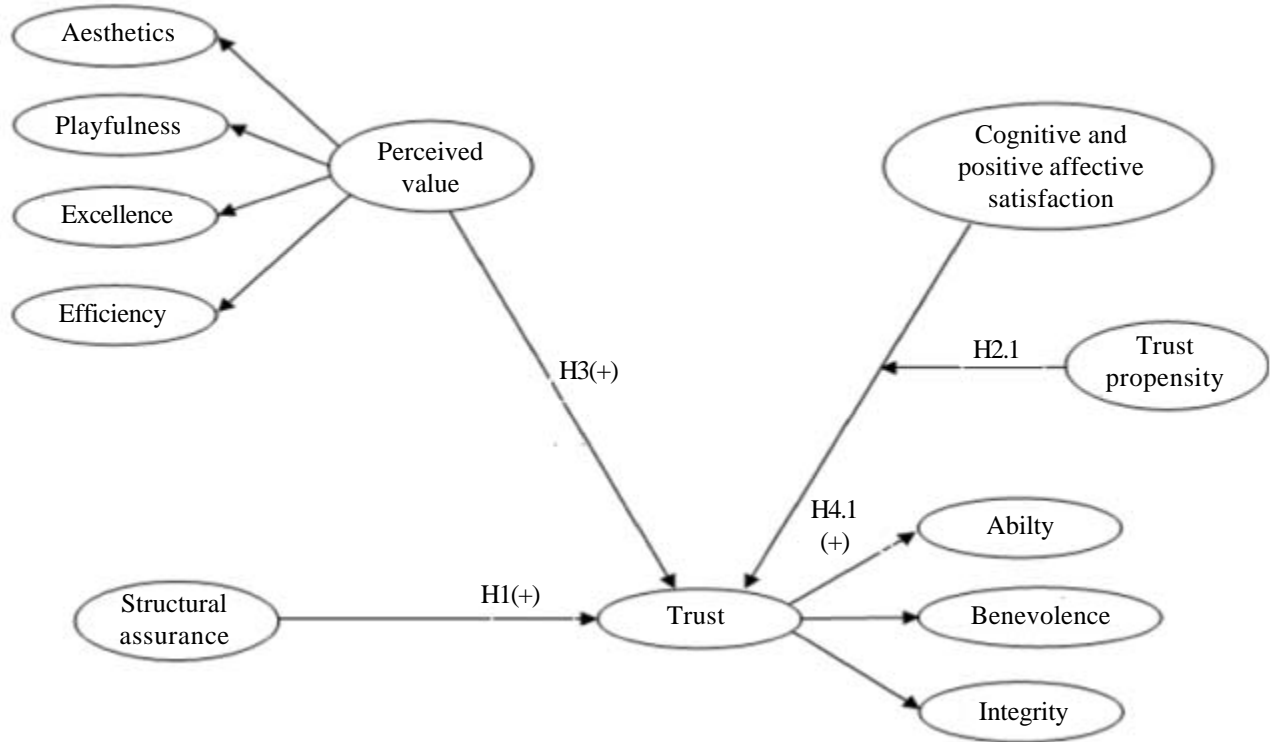 Aesthetics
Playfulness
Excellence
Efficiency
Perceived
value
Cognitive and
positive affective
satisfaction
H3(+)
H2.1
Trust
propensity
H4.1
(+)
Abilty
Structural
assurance
H1(+)
Trust
Benevolence
Integrity